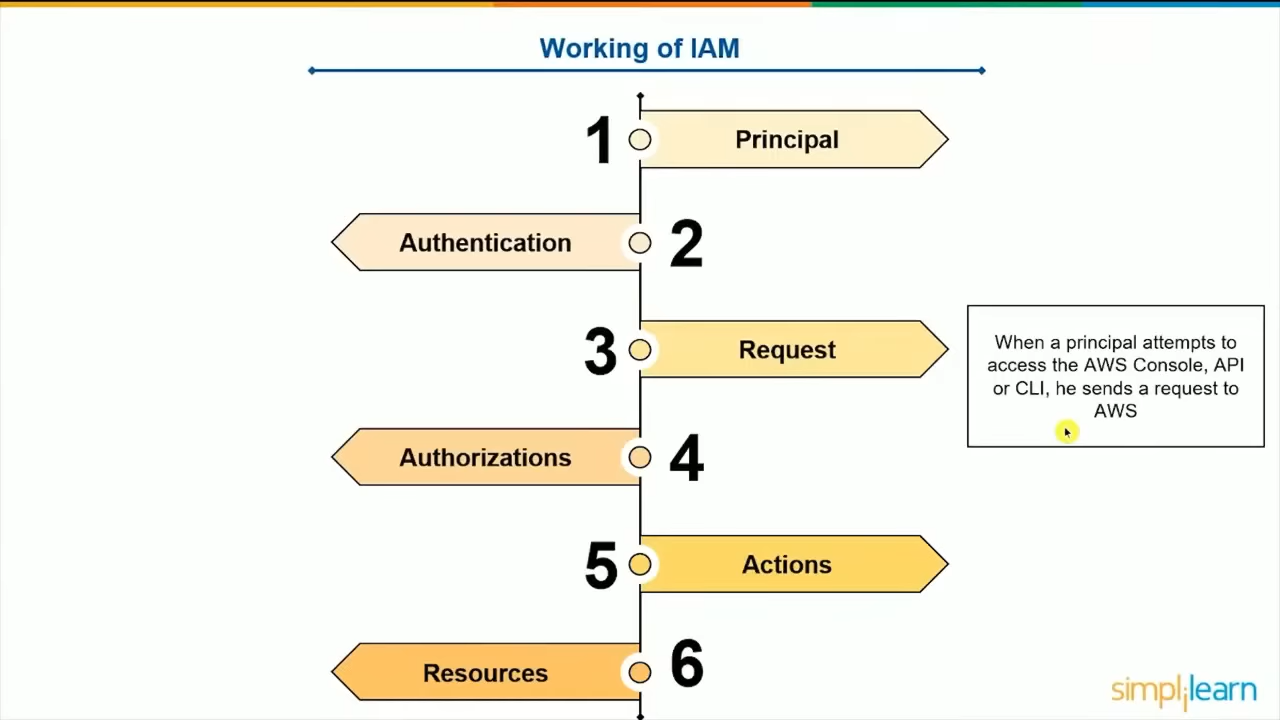 Working of IAM
1
Principal
Authentication
2
3
Request
When a principal attempts to
access the AWS Console, API
or CLI, he sends a request to
AWS
Authorizations
4
5
Actions
Resources
6
simplilearn